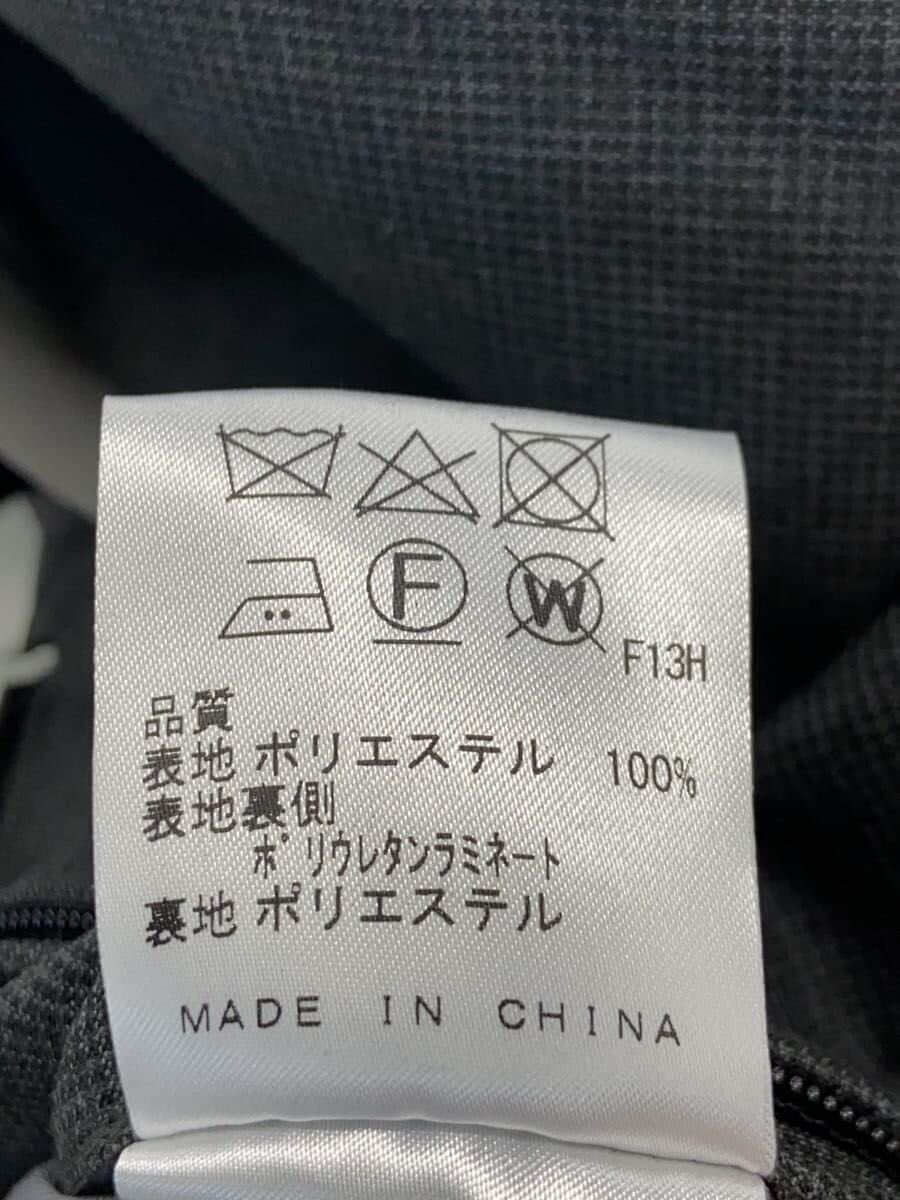 F
W
F13H
品質
表地 ポリエステル 100%
表地裏側
ポリウレタンラミネート
裏地 ポリエステル
MADE IN CHINA